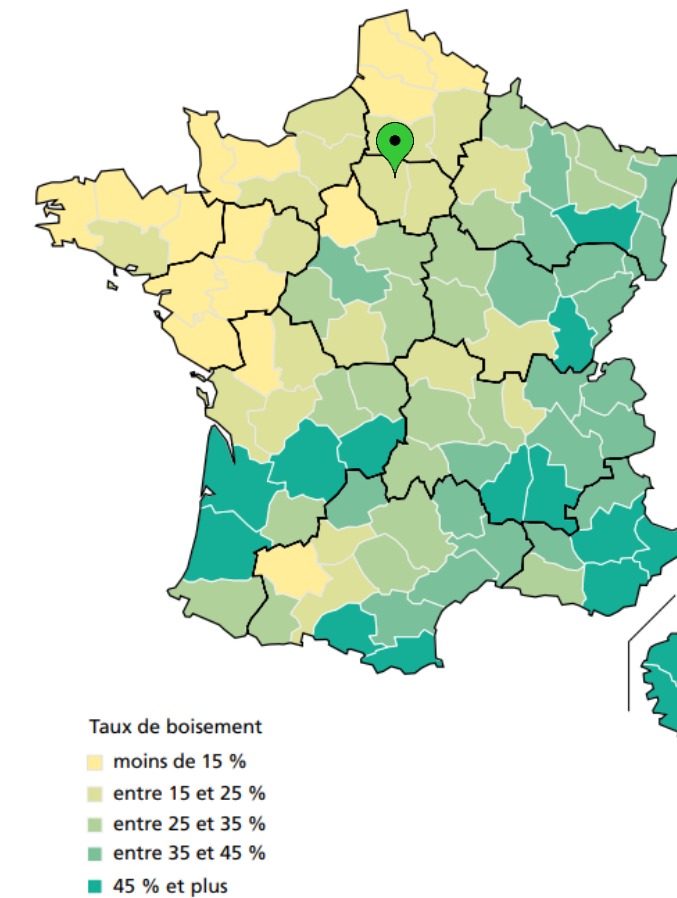 Taux de boisement
moins de 15 %
entre 15 et 25 %
entre 25 et 35 %
entre 35 et 45 %
45 % et plus